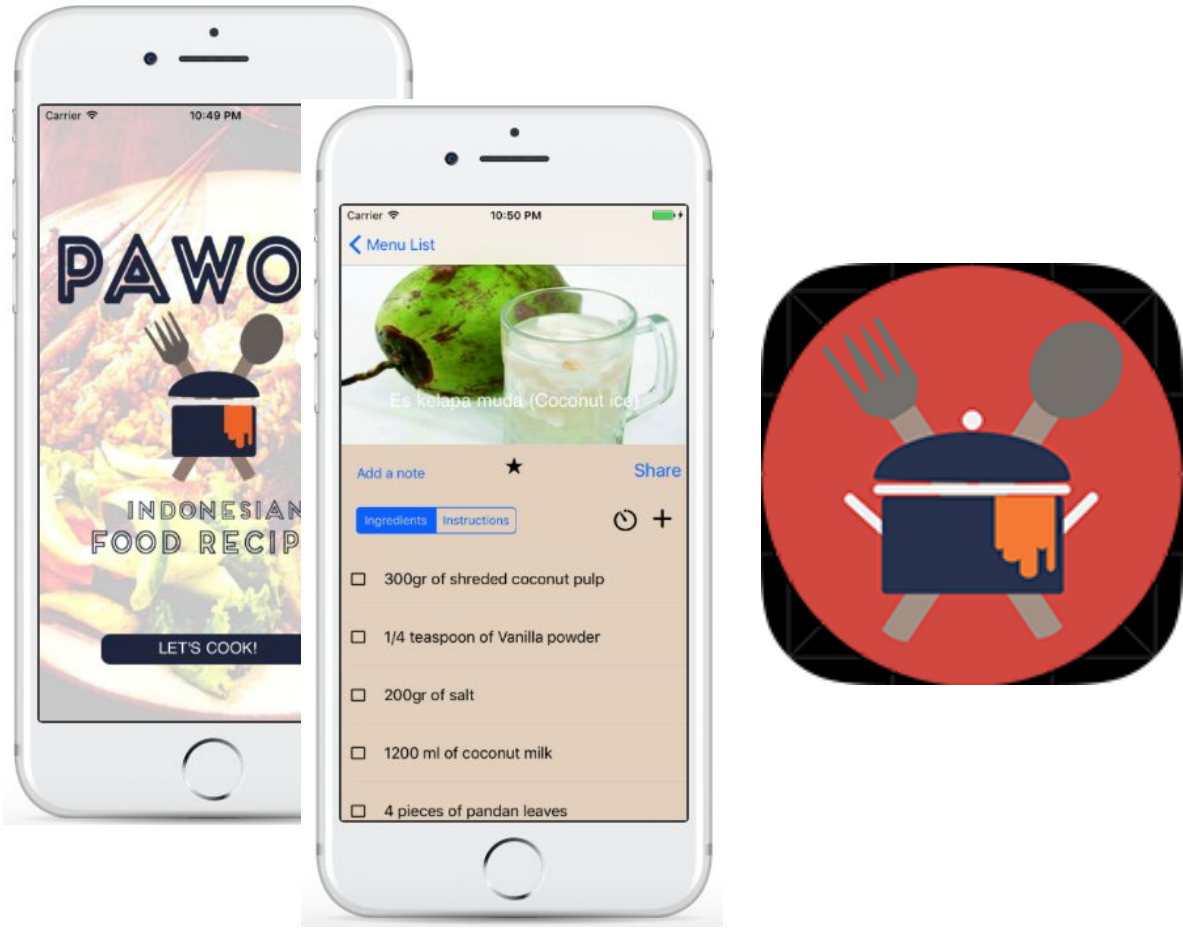 Carrier
10:49 PM
PAWO
INDONESIAN
FOOD RECIP
LET'S COOK!
Carrier
10:50 PM
Menu List
Es kelapa muda (Coconut ice)
Add a note
Share
Ingredients
Instructions
300gr of shreded coconut pulp
1/4 teaspoon of Vanilla powder
200gr of salt
1200 ml of coconut milk
4 pieces of pandan leaves